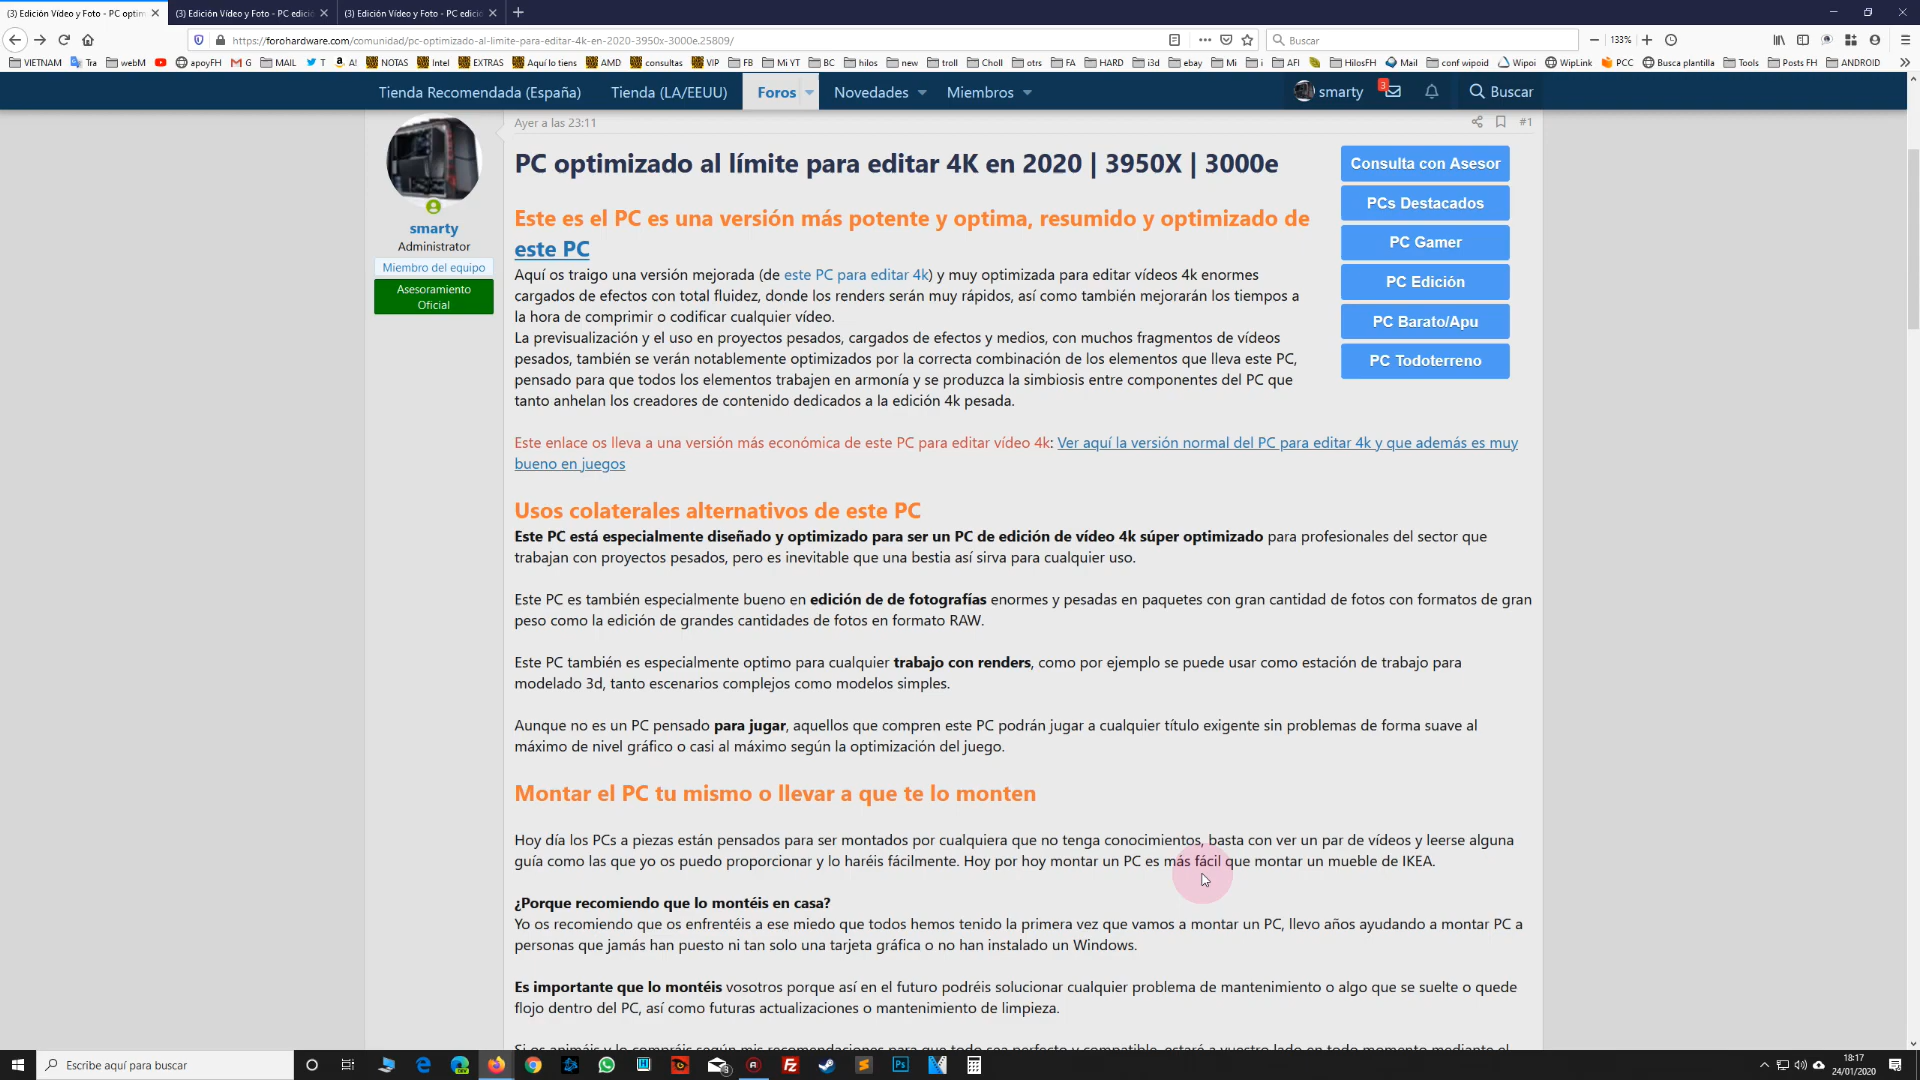 (3) Edición Vídeo y Foto - PC optim
(3) Edición Vídeo y Foto - PC edició
(3) Edición Vídeo y Foto - PC edició
https://forohardware.com/comunidad/pc-optimizado-al-limite-para-editar-4k-en-2020-3950x-3000e.25809/
Buscar
133%
VIETNAM Tra webM apoyFH G MAIL T A! NOTAS Intel EXTRAS Aquí lo tiens AMD consultas VIP FB Mi YT BC hilos new troll Choll otrs FA HARD i3d ebay Mi i AFI HilosFH Mail conf wipoid Wipoi WipLink PCC Busca plantilla Tools Posts FH ANDROID
Tienda Recomendada (España) Tienda (LA/EEUU) Foros Novedades Miembros smarty 3 Buscar
Ayer a las 23:11 #1
smarty
Administrator
Miembro del equipo
Asesoramiento
Oficial
PC optimizado al límite para editar 4K en 2020 | 3950X | 3000e
Consulta con Asesor
PCs Destacados
PC Gamer
PC Edición
PC Barato/Apu
PC Todoterreno
Este es el PC es una versión más potente y optima, resumido y optimizado de
este PC
Aquí os traigo una versión mejorada (de este PC para editar 4k) y muy optimizada para editar vídeos 4k enormes
cargados de efectos con total fluidez, donde los renders serán muy rápidos, así como también mejorarán los tiempos a
la hora de comprimir o codificar cualquier vídeo.
La previsualización y el uso en proyectos pesados, cargados de efectos y medios, con muchos fragmentos de vídeos
pesados, también se verán notablemente optimizados por la correcta combinación de los elementos que lleva este PC,
pensado para que todos los elementos trabajen en armonía y se produzca la simbiosis entre componentes del PC que
tanto anhelan los creadores de contenido dedicados a la edición 4k pesada.
Este enlace os lleva a una versión más económica de este PC para editar vídeo 4k: Ver aquí la versión normal del PC para editar 4k y que además es muy
bueno en juegos
Usos colaterales alternativos de este PC
Este PC está especialmente diseñado y optimizado para ser un PC de edición de vídeo 4k súper optimizado para profesionales del sector que
trabajan con proyectos pesados, pero es inevitable que una bestia así sirva para cualquier uso.
Este PC es también especialmente bueno en edición de de fotografías enormes y pesadas en paquetes con gran cantidad de fotos con formatos de gran
peso como la edición de grandes cantidades de fotos en formato RAW.
Este PC también es especialmente optimo para cualquier trabajo con renders, como por ejemplo se puede usar como estación de trabajo para
modelado 3d, tanto escenarios complejos como modelos simples.
Aunque no es un PC pensado para jugar, aquellos que compren este PC podrán jugar a cualquier título exigente sin problemas de forma suave al
máximo de nivel gráfico o casi al máximo según la optimización del juego.
Montar el PC tu mismo o llevar a que te lo monten
Hoy día los PCs a piezas están pensados para ser montados por cualquiera que no tenga conocimientos, basta con ver un par de vídeos y leerse alguna
guía como las que yo os puedo proporcionar y lo haréis fácilmente. Hoy por hoy montar un PC es más fácil que montar un mueble de IKEA.
¿Porque recomiendo que lo montéis en casa?
Yo os recomiendo que os enfrentéis a ese miedo que todos hemos tenido la primera vez que vamos a montar un PC, llevo años ayudando a montar PC a
personas que jamás han puesto ni tan solo una tarjeta gráfica o no han instalado un Windows.
Es importante que lo montéis vosotros porque así en el futuro podréis solucionar cualquier problema de mantenimiento o algo que se suelte o quede
flojo dentro del PC, así como futuras actualizaciones o mantenimiento de limpieza.
Si os animáis y lo compráis según mis recomendaciones para que todo sea perfecto y compatible, estaré a vuestro lado en todo momento mediante el
Escribe aquí para buscar
18:17
24/01/2020